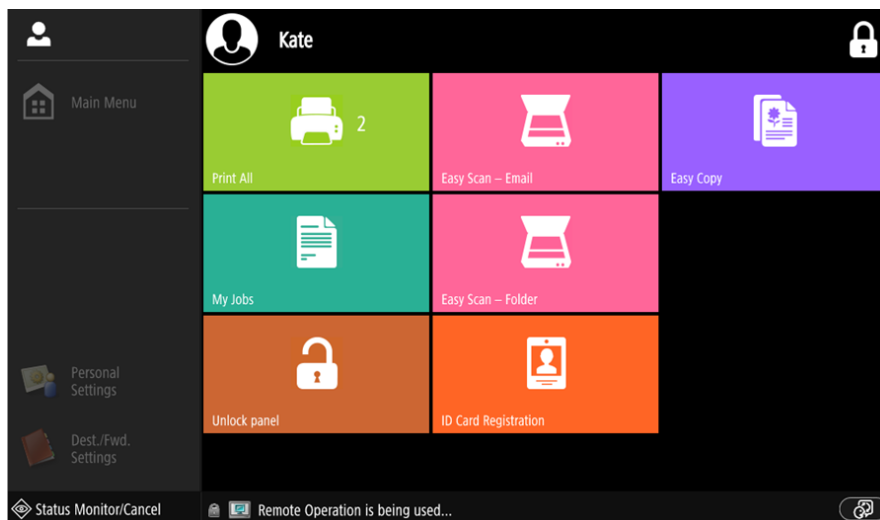 Kate
Main Menu
2
Print All
Easy Scan – Email
Easy Copy
My Jobs
Easy Scan – Folder
Personal
Settings
Unlock panel
ID Card Registration
Dest./Fwd.
Settings
Status Monitor/Cancel
Remote Operation is being used...